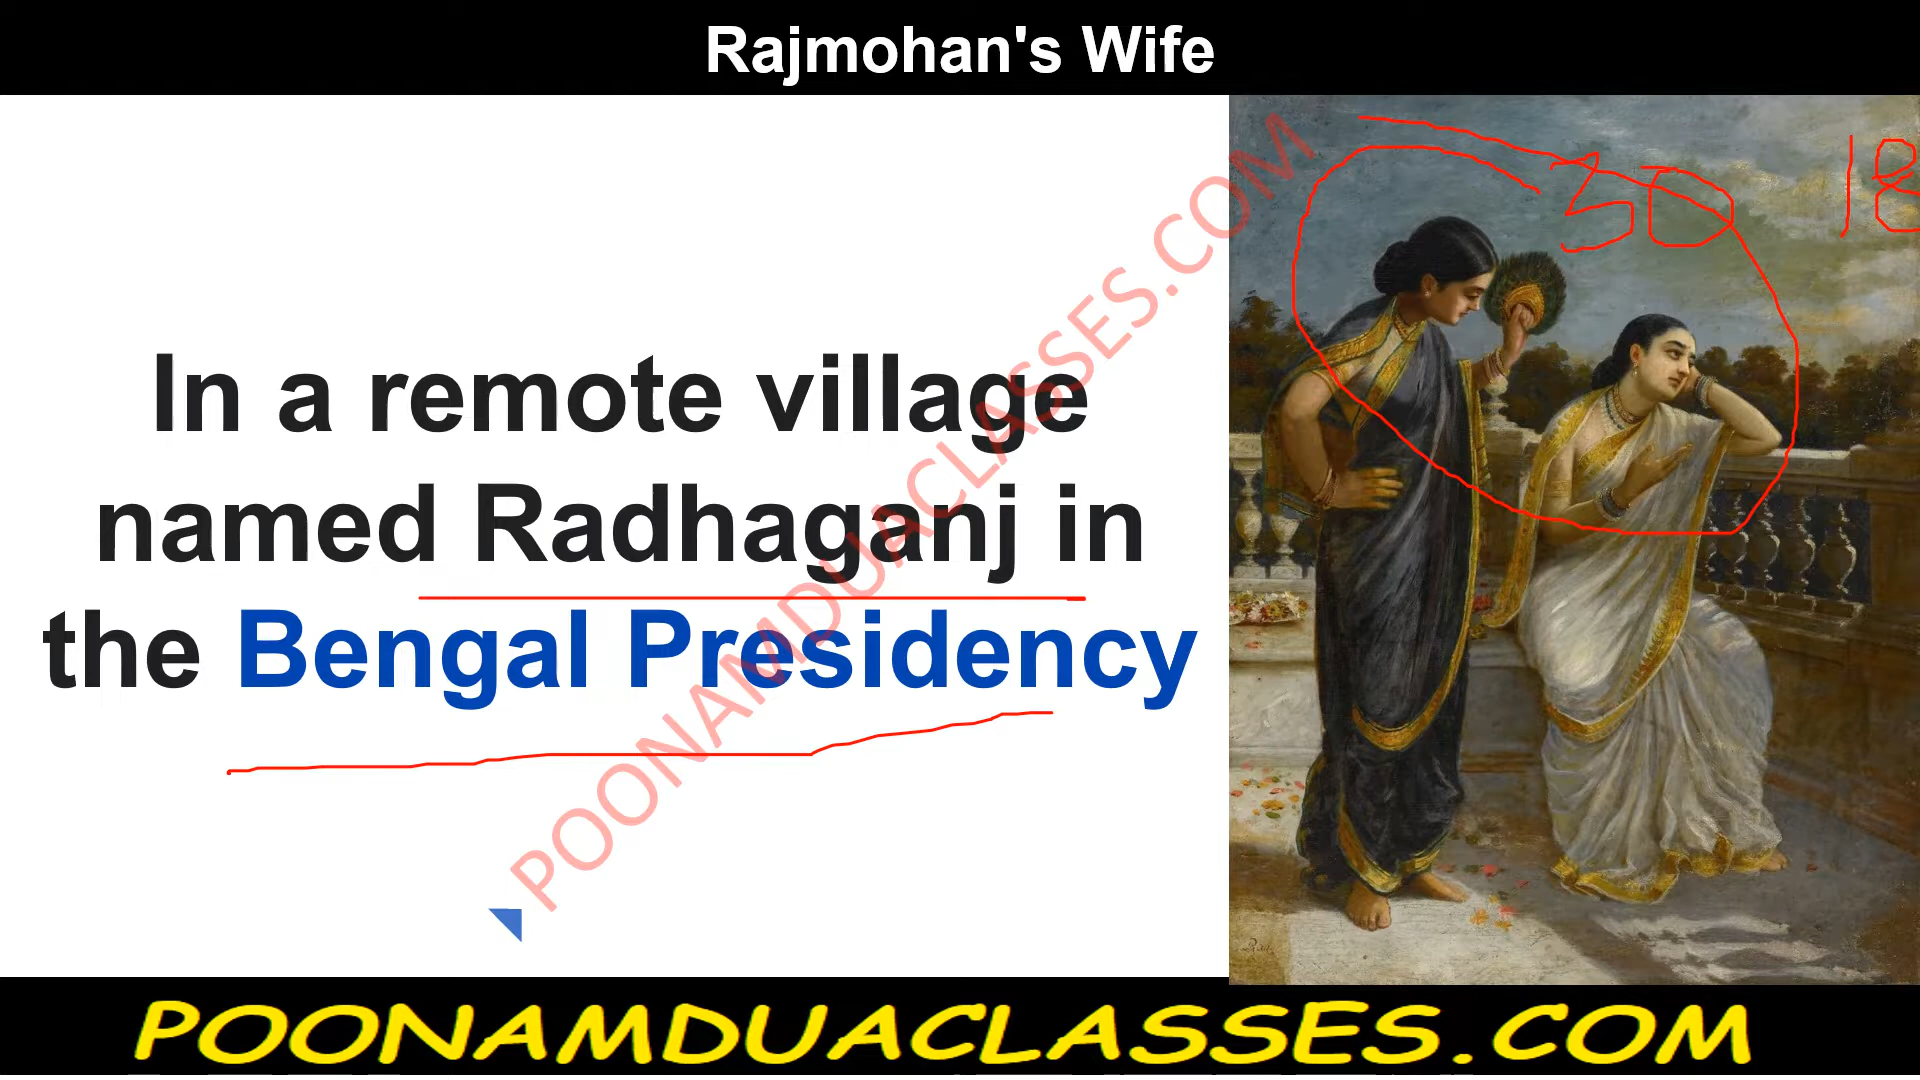 Rajmohan's Wife
In a remote village
named Radhaganj in
the Bengal Presidency
POONAMDUACLASSES.COM
30
18
POONAMDUACLASSES.COM